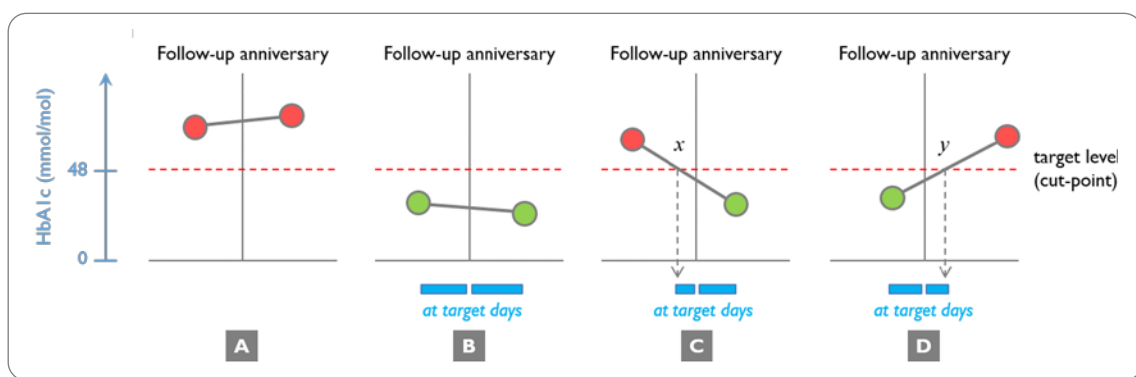 Follow-up anniversary Follow-up anniversary Follow-up anniversary Follow-up anniversary
HbA1c (mmol/mol)
48
0
x
y
target level
(cut-point)
at target days at target days at target days
A B C D